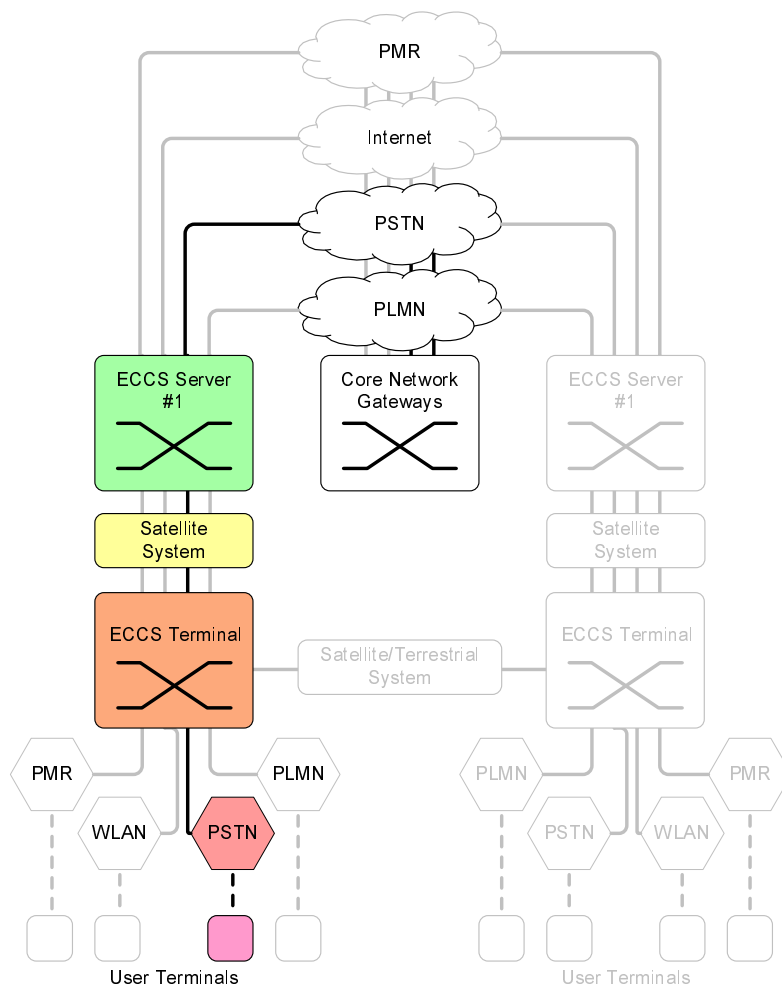 PMR
Internet
PSTN
PLMN
ECCS Server
#1
Core Network
Gateways
ECCS Server
#1
Satellite
System
Satellite
System
ECCS Terminal
Satellite/Terrestrial
System
ECCS Terminal
PMR
PLMN
PLMN
PMR
WLAN
PSTN
PSTN
WLAN
User Terminals
User Terminals